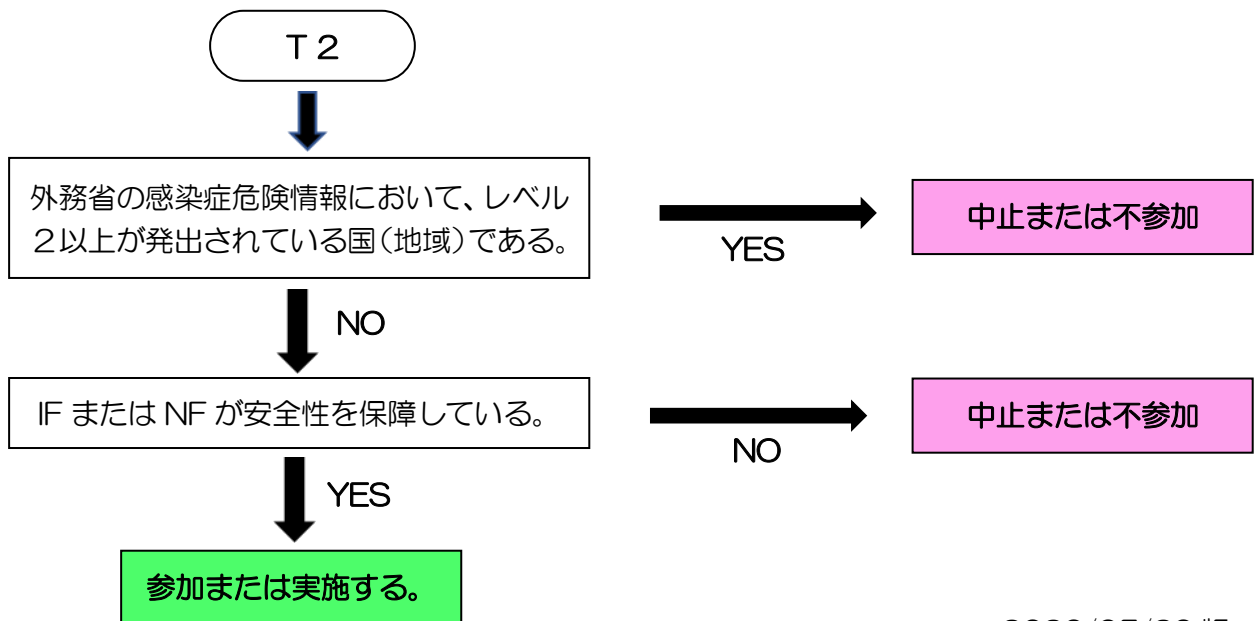 T 2
外務省の感染症危険情報において、レベル
2以上が発出されている国(地域)である。
YES
中止または不参加
NO
IF または NF が安全性を保障している。
NO
中止または不参加
YES
参加または実施する。